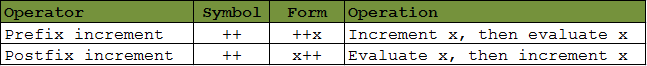 Operator Symbol Form Operation
Prefix increment ++ ++x Increment x, then evaluate x
Postfix increment ++ x++ Evaluate x, then increment x